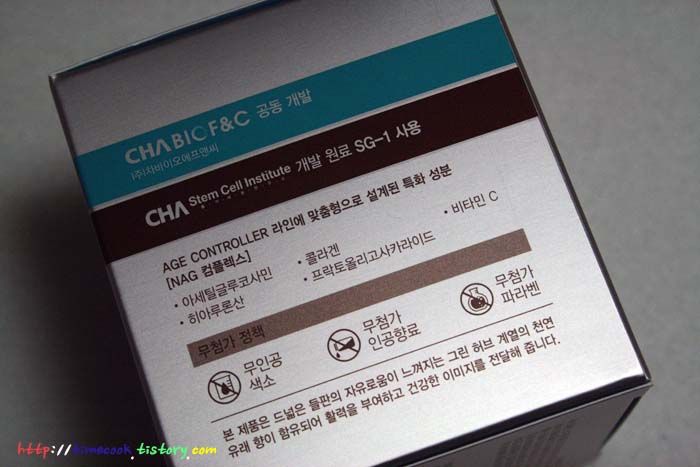 CHABIOF&C 공동 개발
(주)차바이오에프앤씨
CHA Stem Cell Institute 개발 원료 SG-1 사용
AGE CONTROLLER 라인에 맞춤형으로 설계된 특화 성분
[NAG 컴플렉스]
• 아세틸글루코사민 • 콜라겐 • 비타민 C
• 히아루론산 • 프락토올리고사카라이드
무첨가 정책
무인공 색소
무첨가 인공향료
무첨가 파라벤
본 제품은 드넓은 들판의 자유로움이 느껴지는 그린 허브 계열의 천연
유래 향이 함유되어 활력을 부여하고 건강한 이미지를 전달해 줍니다.
http://timecook.tistory.com